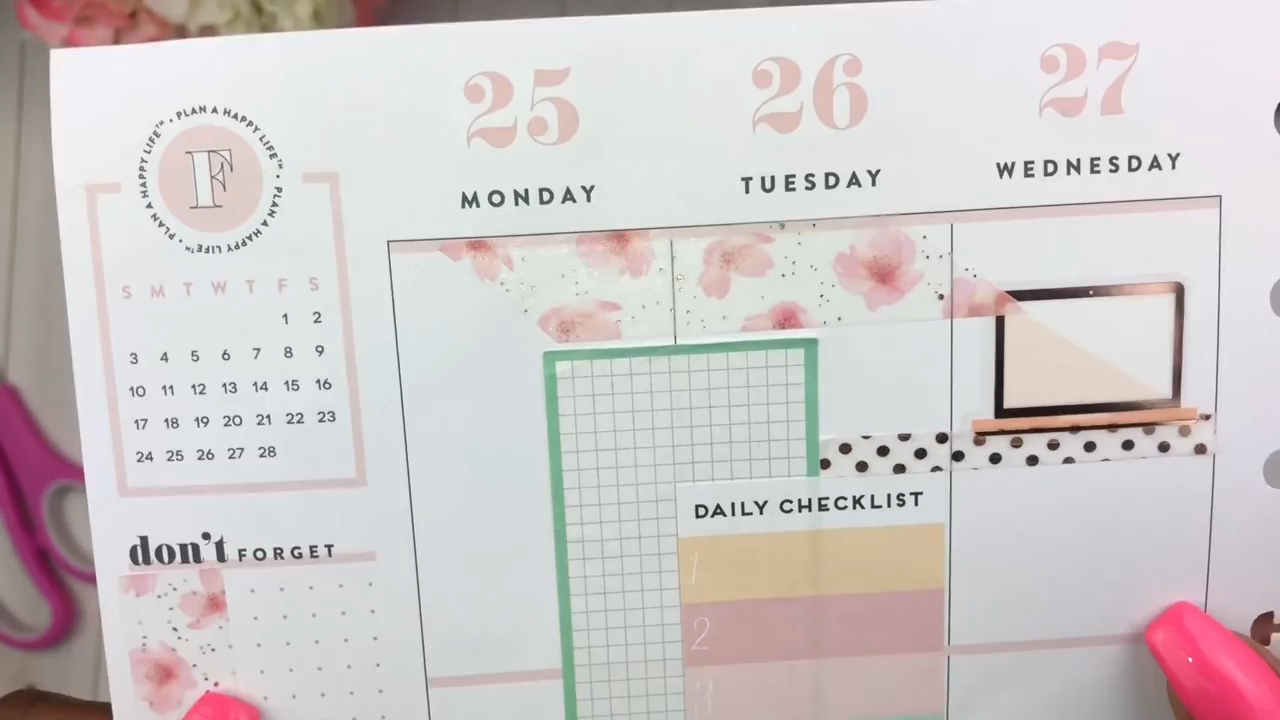 PLAN A HAPPY LIFE™ • PLAN A HAPPY LIFE™ • PLAN A HAPPY LIFE™ •
F
25 26 27
MONDAY TUESDAY WEDNESDAY
S M T W T F S
1 2
3 4 5 6 7 8 9
10 11 12 13 14 15 16
17 18 19 20 21 22 23
24 25 26 27 28
don't FORGET
DAILY CHECKLIST
1
2
3